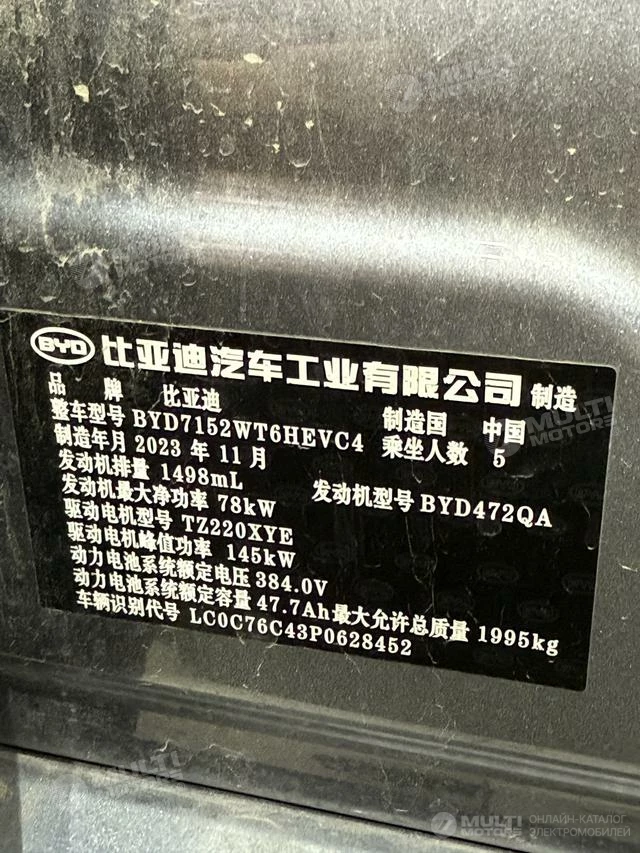 BYD 比亚迪汽车工业有限公司 制造
品 牌 比亚迪 制造国 中国
整车型号 BYD7152WT6HEVC4 乘坐人数 5
制造年月 2023 年 11 月
发动机排量 1498mL 发动机型号 BYD472QA
发动机最大净功率 78kW
驱动电机型号 TZ220XYE
驱动电机峰值功率 145kW
动力电池系统额定电压 384.0V
动力电池系统额定容量 47.7Ah 最大允许总质量 1995kg
车辆识别代号 LC0C76C43P0628452
MULTI MOTORS ОНЛАЙН-КАТАЛОГ ЭЛЕКТРОМОБИЛЕЙ